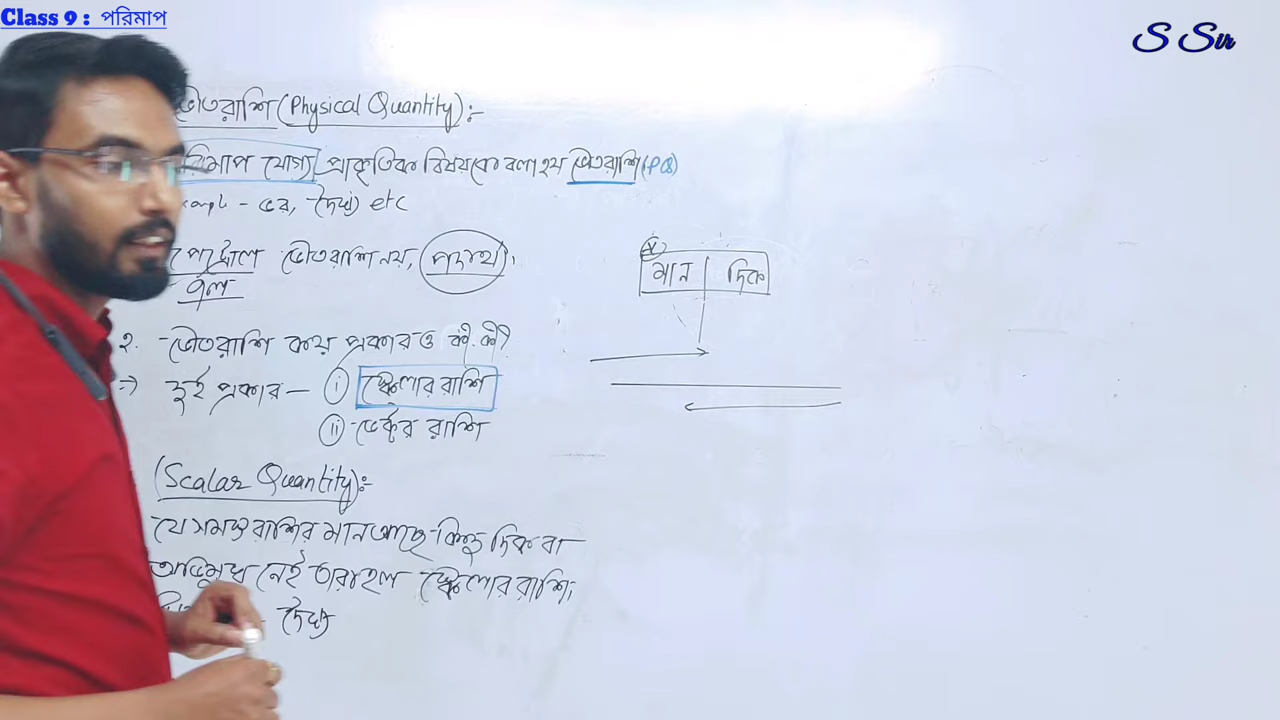 Class 9 : পরিমাপ
S Sir
ভৌতরাশি (Physical Quantity):-
পরিমাপ যোগ্য প্রাকৃতিক বিষয়কে বলা হয় ভৌতরাশি (PQ)
- ভর, দৈর্ঘ্য etc
পেট্রোল ভৌতরাশি নয়, পদার্থ।
মান | দিক
২. ভৌতরাশি কয় প্রকার ও কী কী?
⇒ দুই প্রকার – (i) স্কেলার রাশি
(ii) ভেক্টর রাশি
(Scalar Quantity):-
যে সমস্ত রাশির মান আছে কিন্তু দিক বা
অভিমুখ নেই তারা হল স্কেলার রাশি।
দৈর্ঘ্য